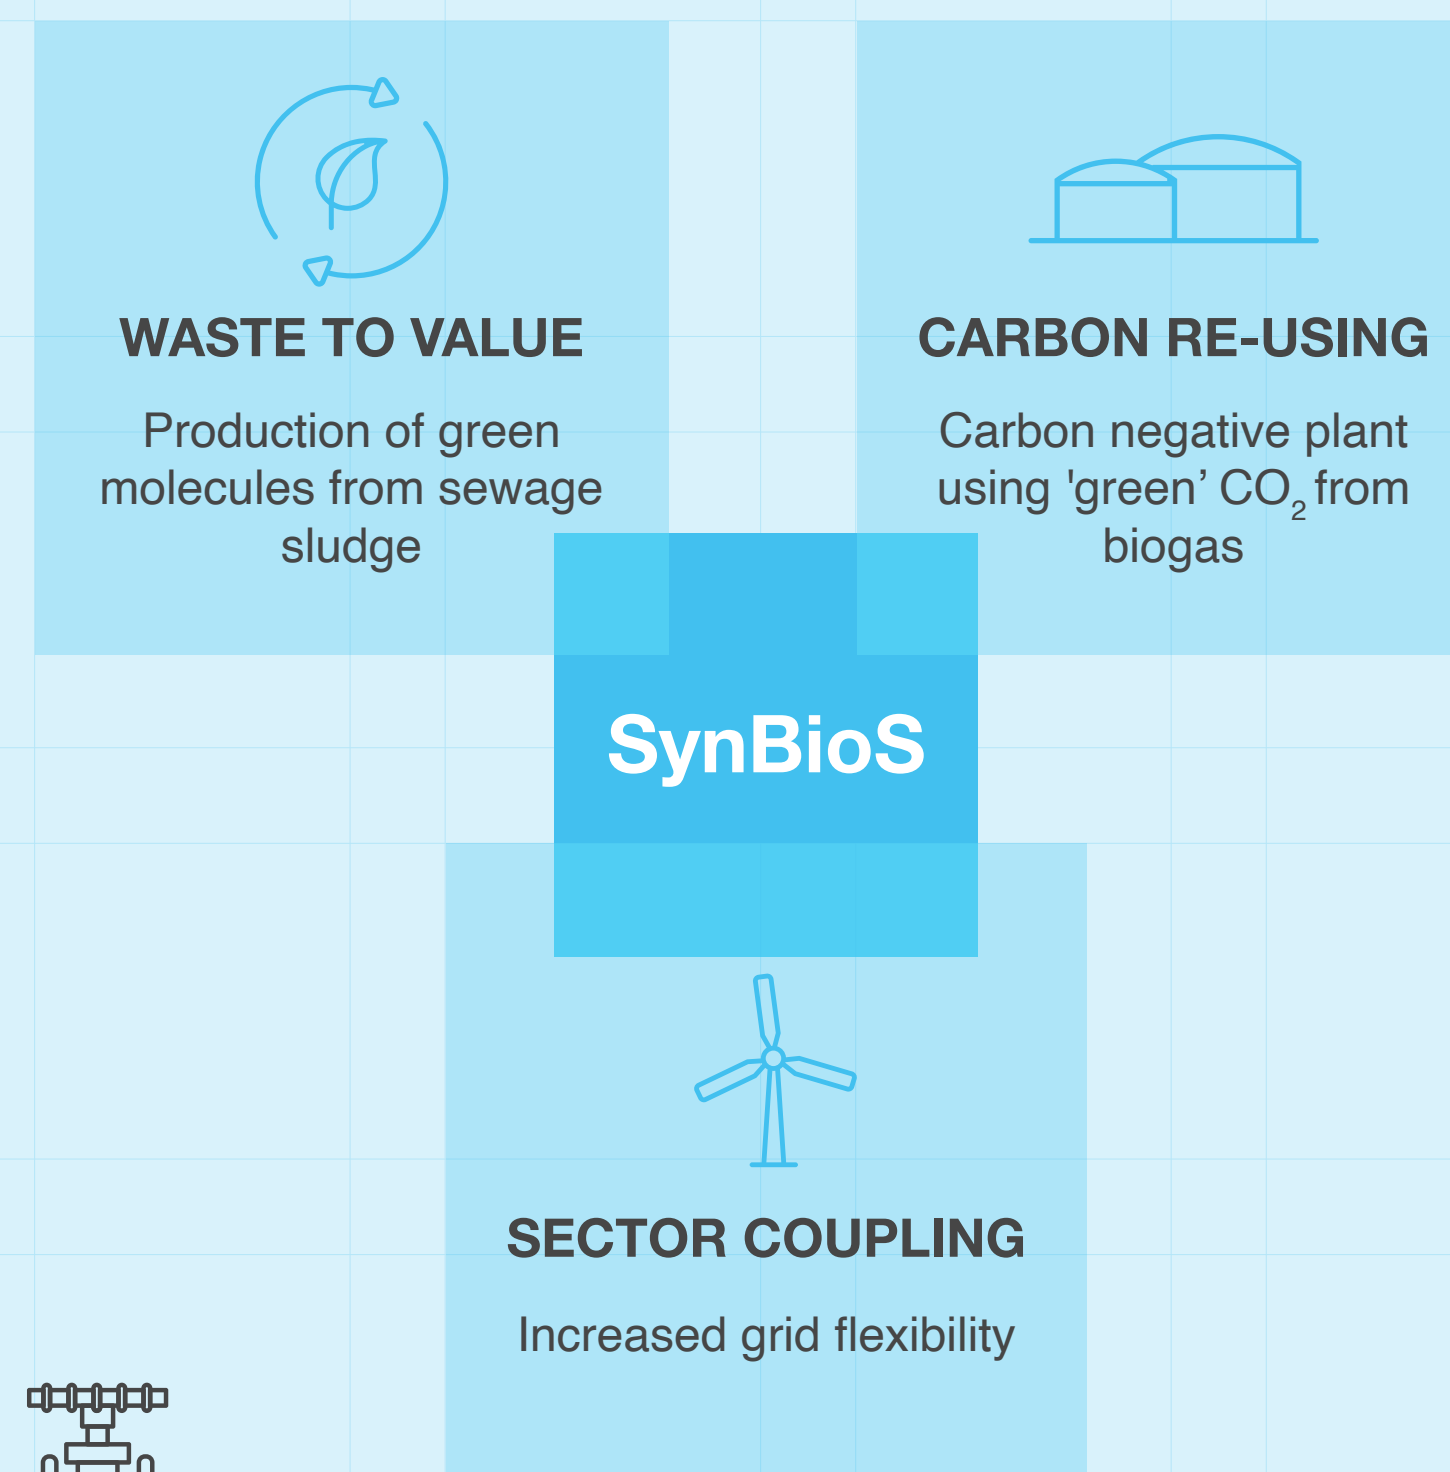 WASTE TO VALUE
Production of green
molecules from sewage
sludge
CARBON RE-USING
Carbon negative plant
using 'green’ CO₂ from
biogas
SynBioS
SECTOR COUPLING
Increased grid flexibility